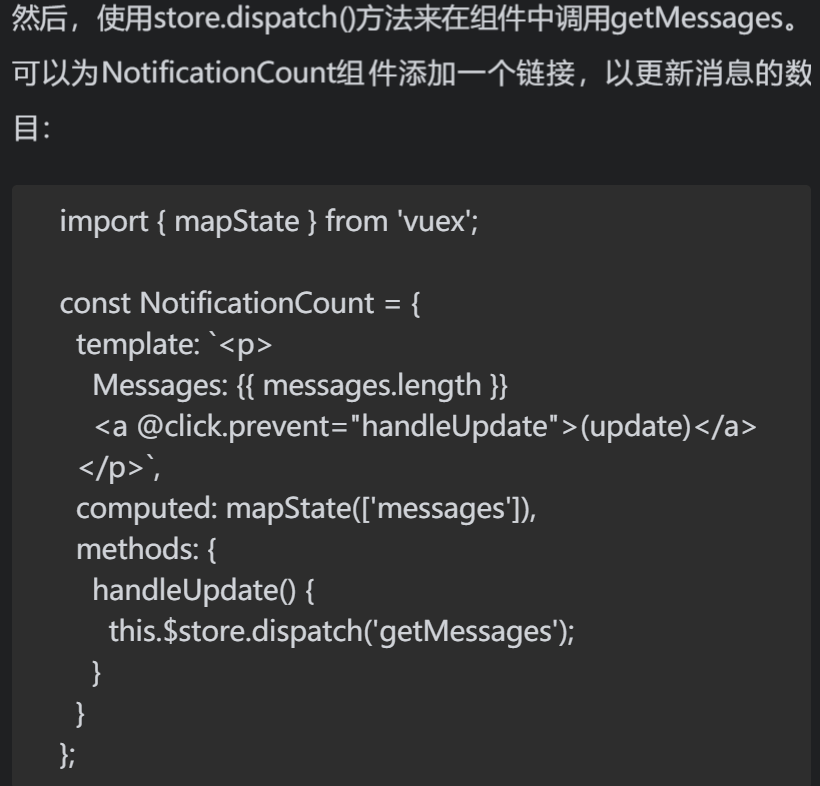 然后，使用store.dispatch()方法来在组件中调用getMessages。
可以为NotificationCount组件添加一个链接，以更新消息的数
目：
import { mapState } from 'vuex';
const NotificationCount = {
template: `<p>
Messages: {{ messages.length }}
<a @click.prevent="handleUpdate">(update)</a>
</p>`,
computed: mapState(['messages']),
methods: {
handleUpdate() {
this.$store.dispatch('getMessages');
}
}
};